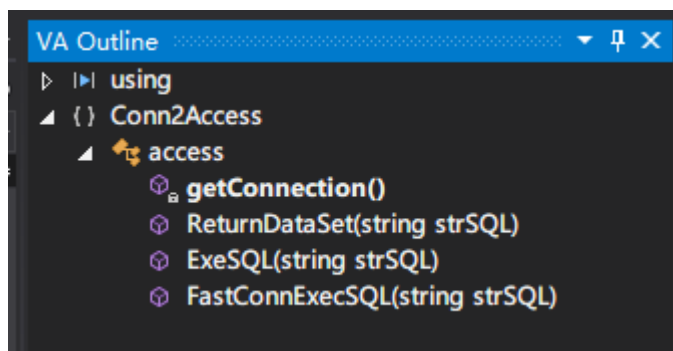 VA Outline
using
{ } Conn2Access
access
getConnection()
ReturnDataSet(string strSQL)
ExeSQL(string strSQL)
FastConnExecSQL(string strSQL)